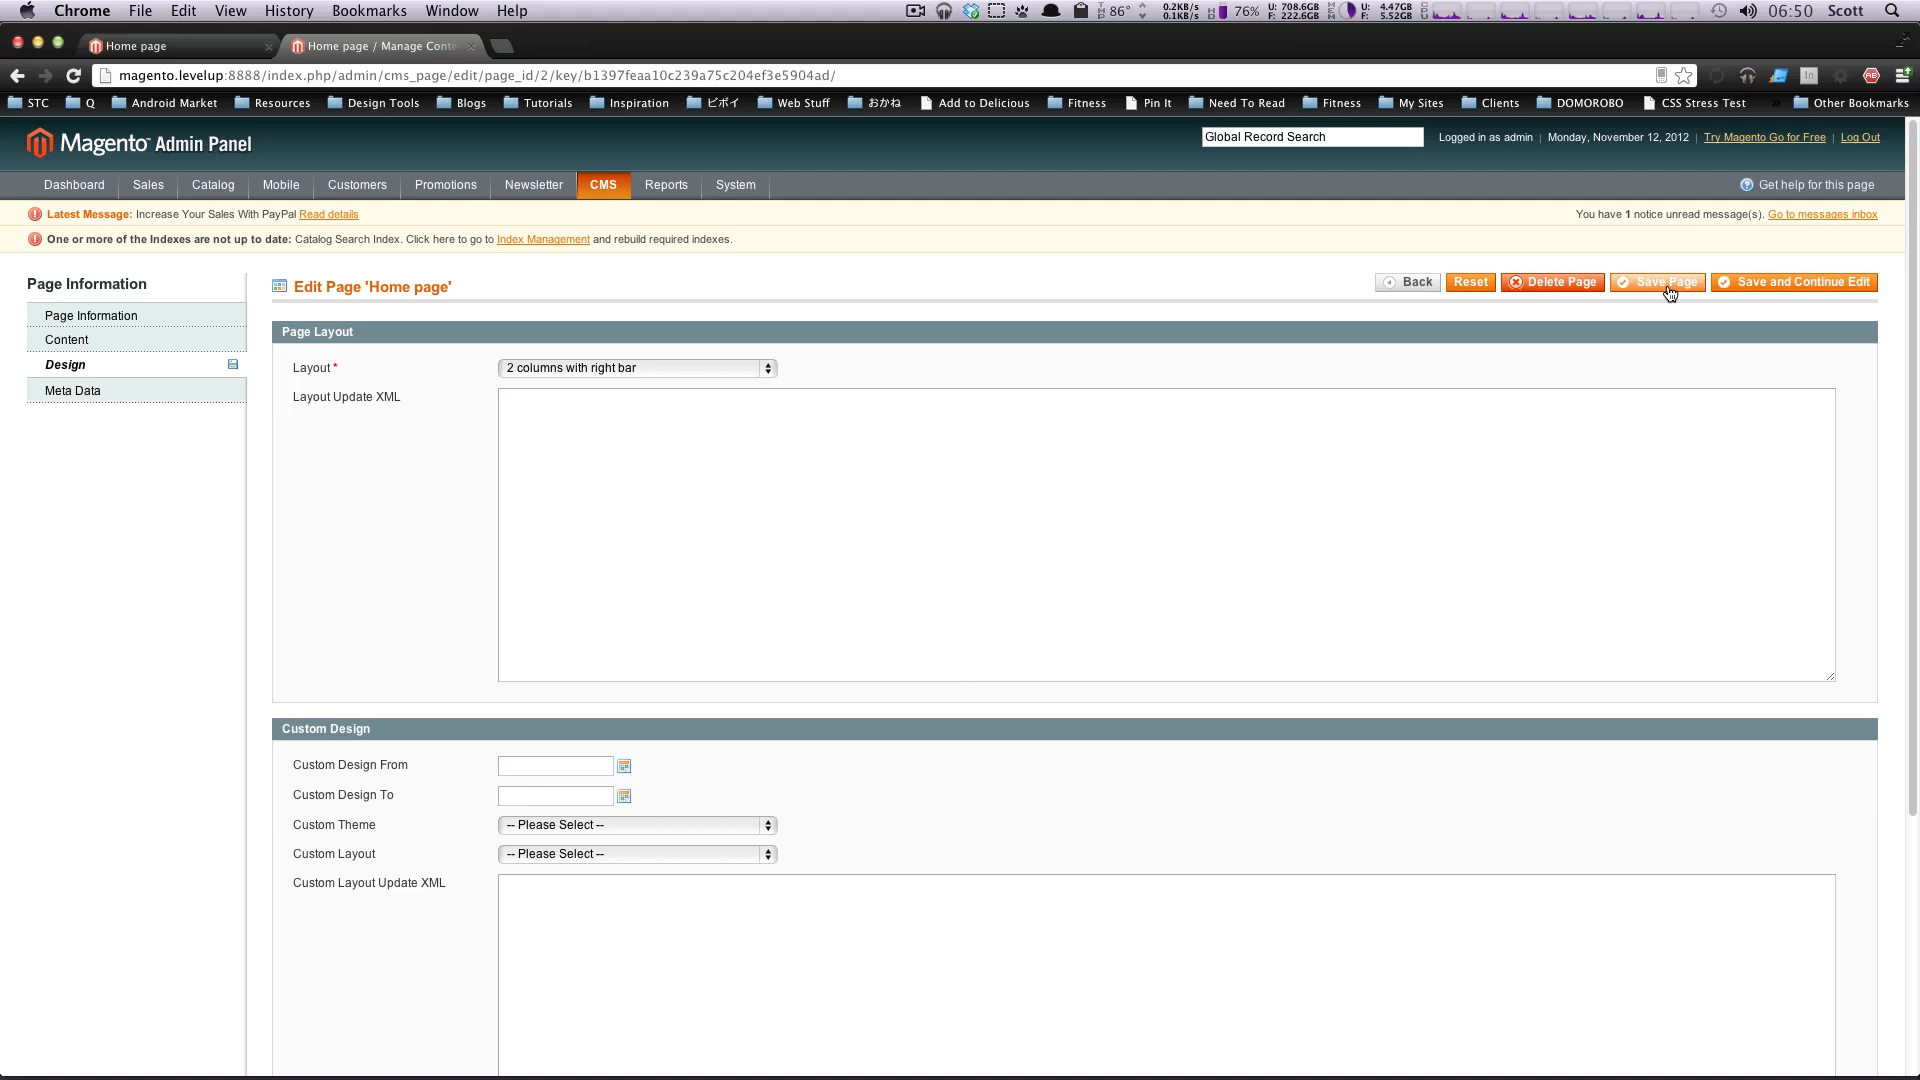 Chrome File Edit View History Bookmarks Window Help 86° 0.2KB/s 0.1KB/s 76% U: 708.6GB F: 222.6GB U: 4.47GB F: 5.52GB 06:50 Scott
Home page
Home page / Manage Conte
magento.levelup:8888/index.php/admin/cms_page/edit/page_id/2/key/b1397feaa10c239a75c204ef3e5904ad/
STC Q Android Market Resources Design Tools Blogs Tutorials Inspiration ビボイ Web Stuff おかね Add to Delicious Fitness Pin It Need To Read Fitness My Sites Clients DOMOROBO CSS Stress Test » Other Bookmarks
Magento Admin Panel
Global Record Search
Logged in as admin | Monday, November 12, 2012 | Try Magento Go for Free | Log Out
Dashboard Sales Catalog Mobile Customers Promotions Newsletter CMS Reports System
Get help for this page
Latest Message: Increase Your Sales With PayPal Read details
You have 1 notice unread message(s). Go to messages inbox
One or more of the Indexes are not up to date: Catalog Search Index. Click here to go to Index Management and rebuild required indexes.
Page Information
Page Information
Content
Design
Meta Data
Edit Page 'Home page'
Back Reset Delete Page Save Page Save and Continue Edit
Page Layout
Layout *
2 columns with right bar
Layout Update XML
Custom Design
Custom Design From
Custom Design To
Custom Theme
-- Please Select --
Custom Layout
-- Please Select --
Custom Layout Update XML